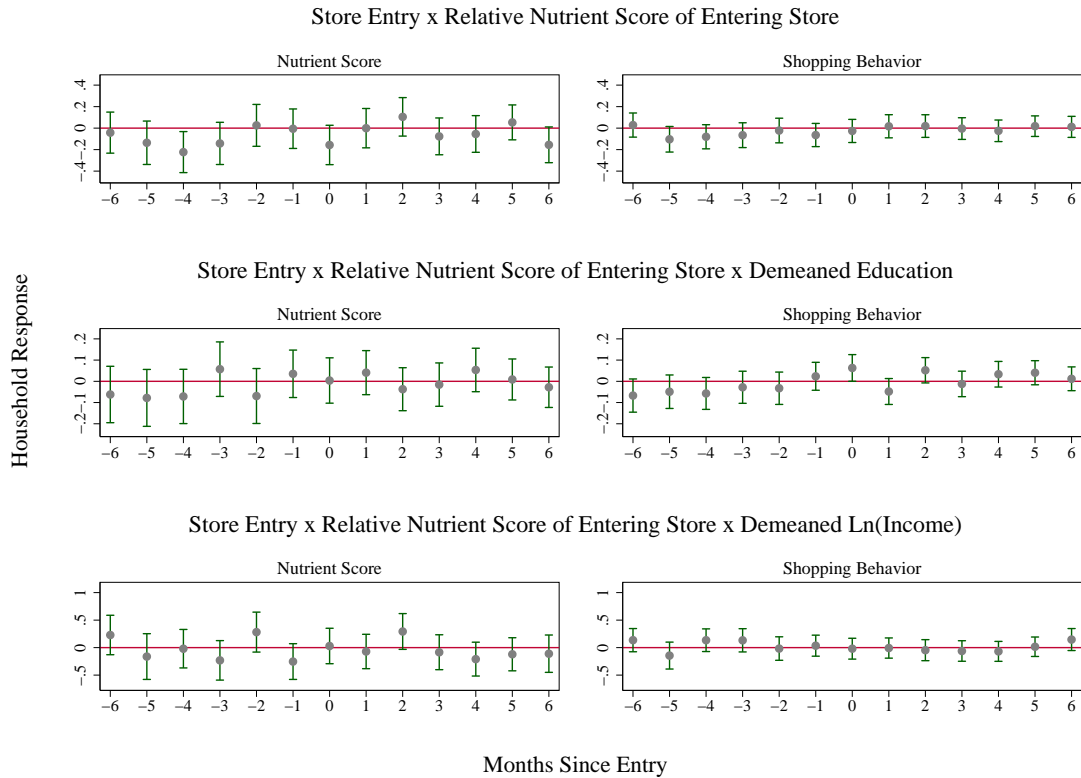 Store Entry x Relative Nutrient Score of Entering Store
Nutrient Score
Shopping Behavior
.4
.2
0
-.2
-.4
−6 −5 −4 −3 −2 −1 0 1 2 3 4 5 6
.4
.2
0
-.2
-.4
−6 −5 −4 −3 −2 −1 0 1 2 3 4 5 6
Household Response
Store Entry x Relative Nutrient Score of Entering Store x Demeaned Education
Nutrient Score
Shopping Behavior
.2
.1
0
-.1
-.2
−6 −5 −4 −3 −2 −1 0 1 2 3 4 5 6
.2
.1
0
-.1
-.2
−6 −5 −4 −3 −2 −1 0 1 2 3 4 5 6
Store Entry x Relative Nutrient Score of Entering Store x Demeaned Ln(Income)
Nutrient Score
Shopping Behavior
1
.5
0
-.5
−6 −5 −4 −3 −2 −1 0 1 2 3 4 5 6
1
.5
0
-.5
−6 −5 −4 −3 −2 −1 0 1 2 3 4 5 6
Months Since Entry